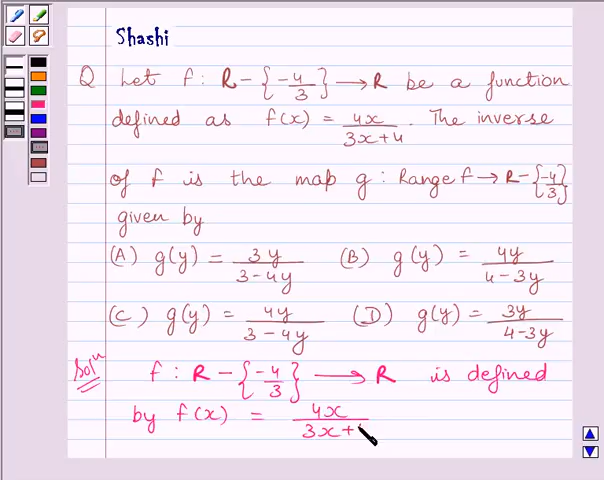 Shashi
Q Let f : R - {-4/3} → R be a function
defined as f(x) = 4x/3x+4. The inverse
of f is the map g : Range f → R - {-4/3}
given by
(A) g(y) = 3y/3-4y (B) g(y) = 4y/4-3y
(C) g(y) = 4y/3-4y (D) g(y) = 3y/4-3y
Solⁿ f : R - {-4/3} → R is defined
by f(x) = 4x/3x+